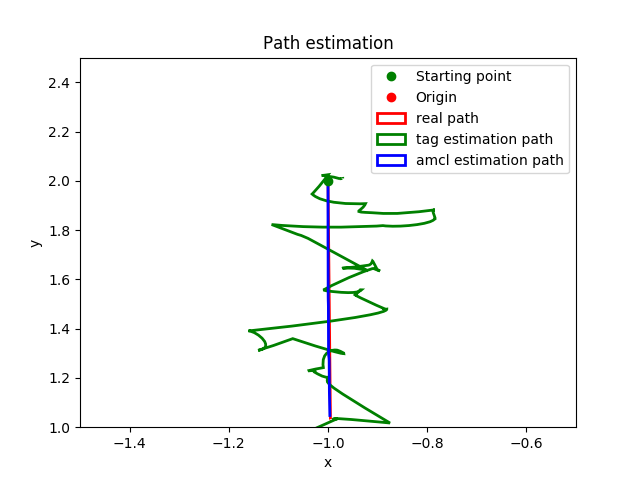 Path estimation
Starting point
Origin
real path
tag estimation path
amcl estimation path
2.4
2.2
2.0
1.8
1.6
1.4
1.2
1.0
y
−1.4
−1.2
−1.0
−0.8
−0.6
x